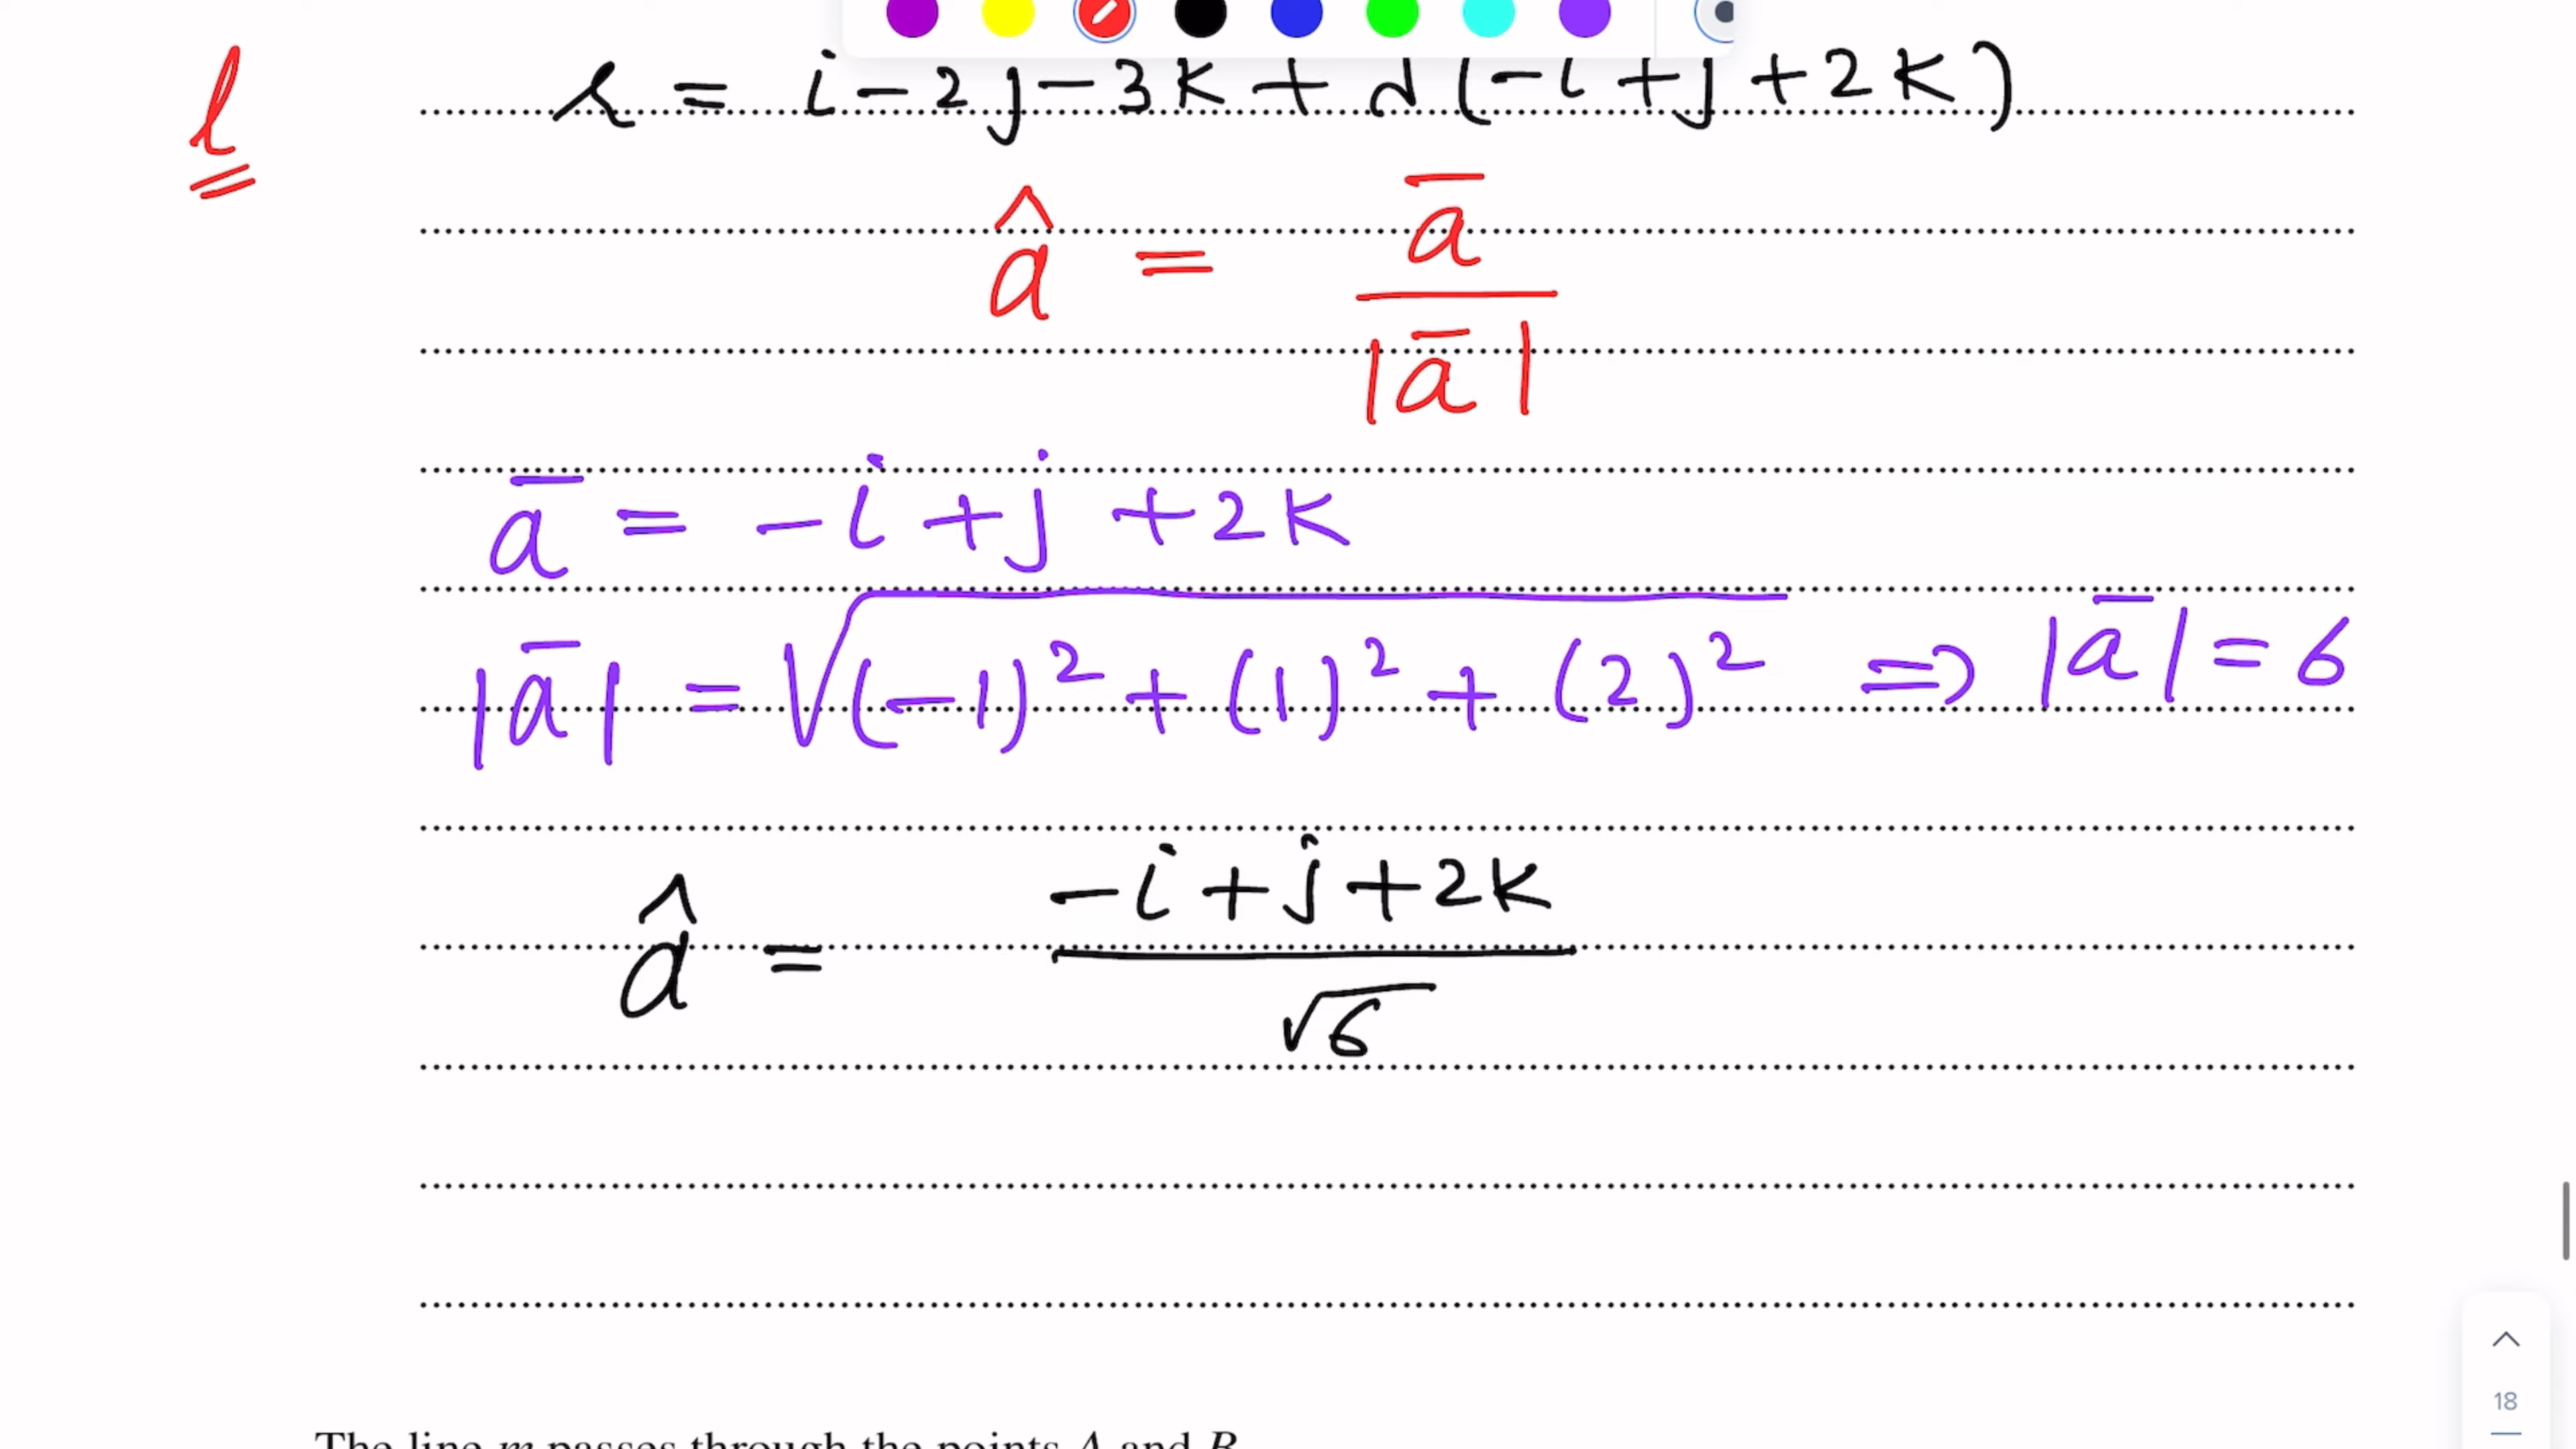 l
r = i - 2j - 3k + λ(-i + j + 2k)
â = ā / |ā|
ā = -i + j + 2k
|ā| = √((-1)² + (1)² + (2)²) ⇒ |ā| = 6
â = (-i + j + 2k) / √6
The line m passes through the points A and B
18